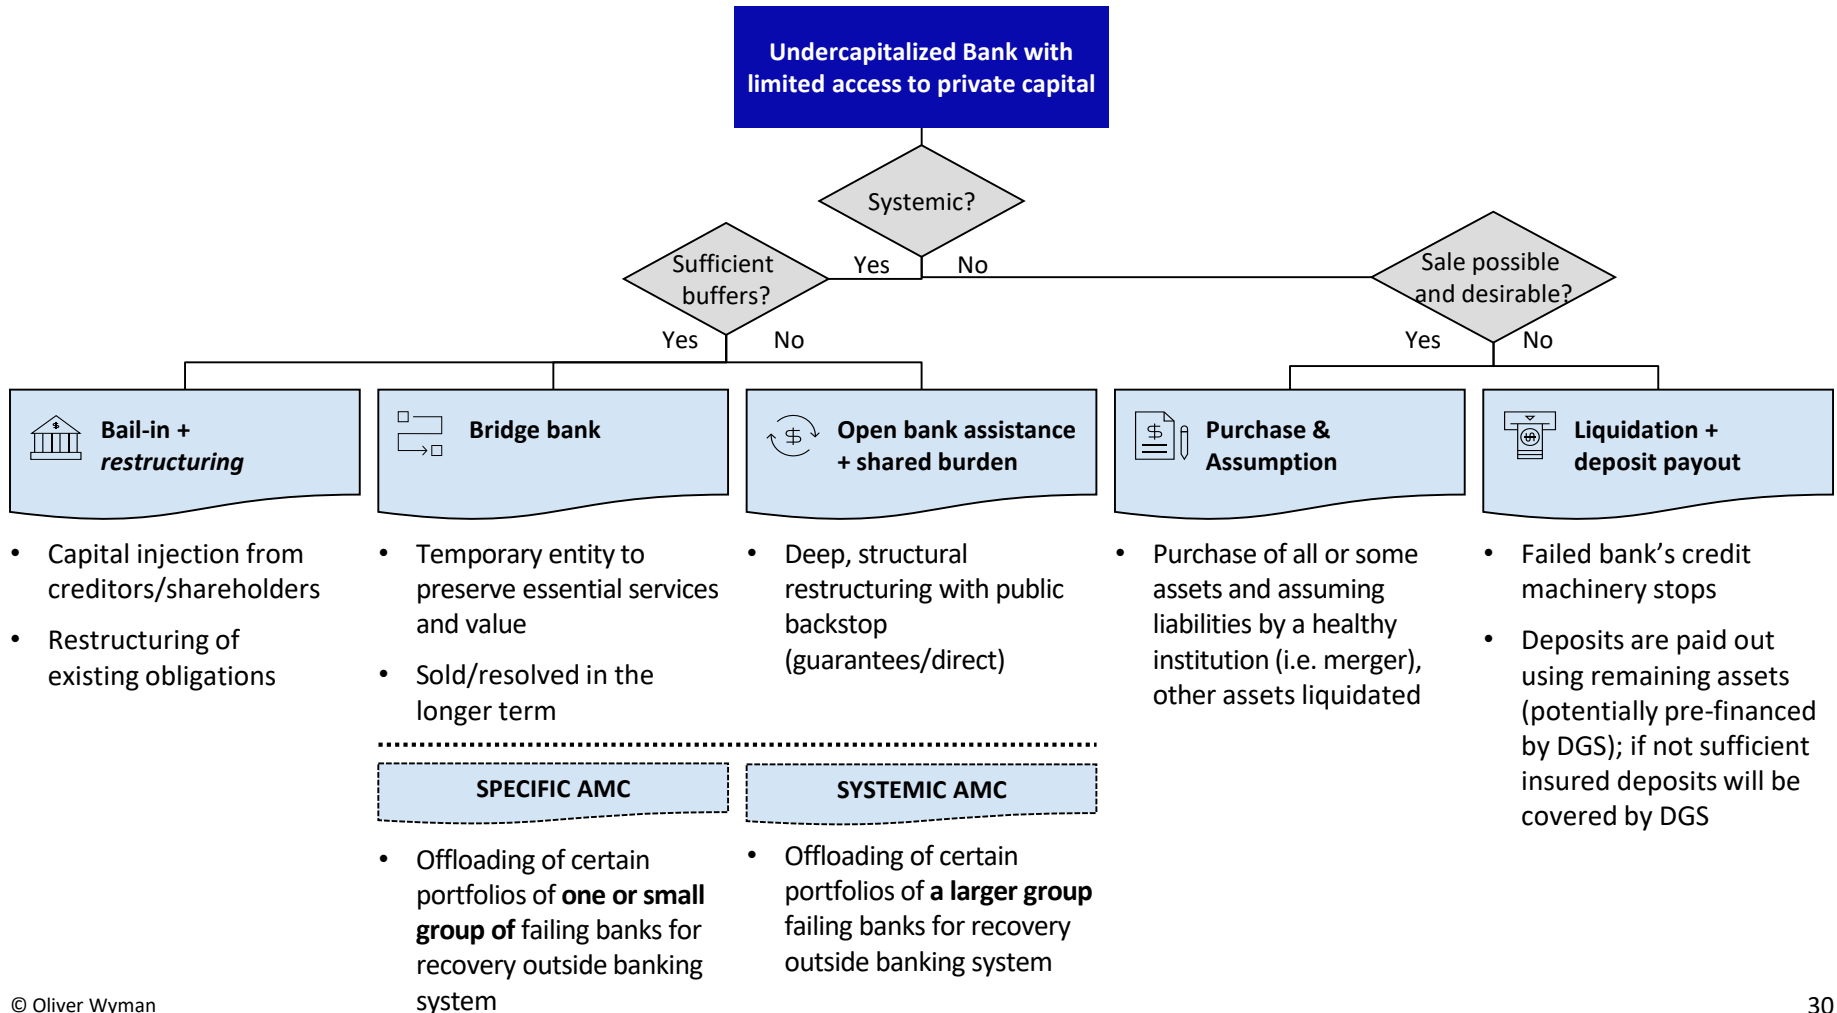 Undercapitalized Bank with
limited access to private capital
Systemic?
Sufficient
buffers?
Yes
No
Sale possible
and desirable?
Yes
No
Yes
No
Bail-in +
restructuring
Bridge bank
Open bank assistance
+ shared burden
Purchase &
Assumption
Liquidation +
deposit payout
• Capital injection from
creditors/shareholders
• Restructuring of
existing obligations
• Temporary entity to
preserve essential services
and value
• Sold/resolved in the
longer term
• Deep, structural
restructuring with public
backstop
(guarantees/direct)
• Purchase of all or some
assets and assuming
liabilities by a healthy
institution (i.e. merger),
other assets liquidated
• Failed bank’s credit
machinery stops
• Deposits are paid out
using remaining assets
(potentially pre-financed
by DGS); if not sufficient
insured deposits will be
covered by DGS
SPECIFIC AMC
• Offloading of certain
portfolios of one or small
group of failing banks for
recovery outside banking
system
SYSTEMIC AMC
• Offloading of certain
portfolios of a larger group
failing banks for recovery
outside banking system
© Oliver Wyman
30